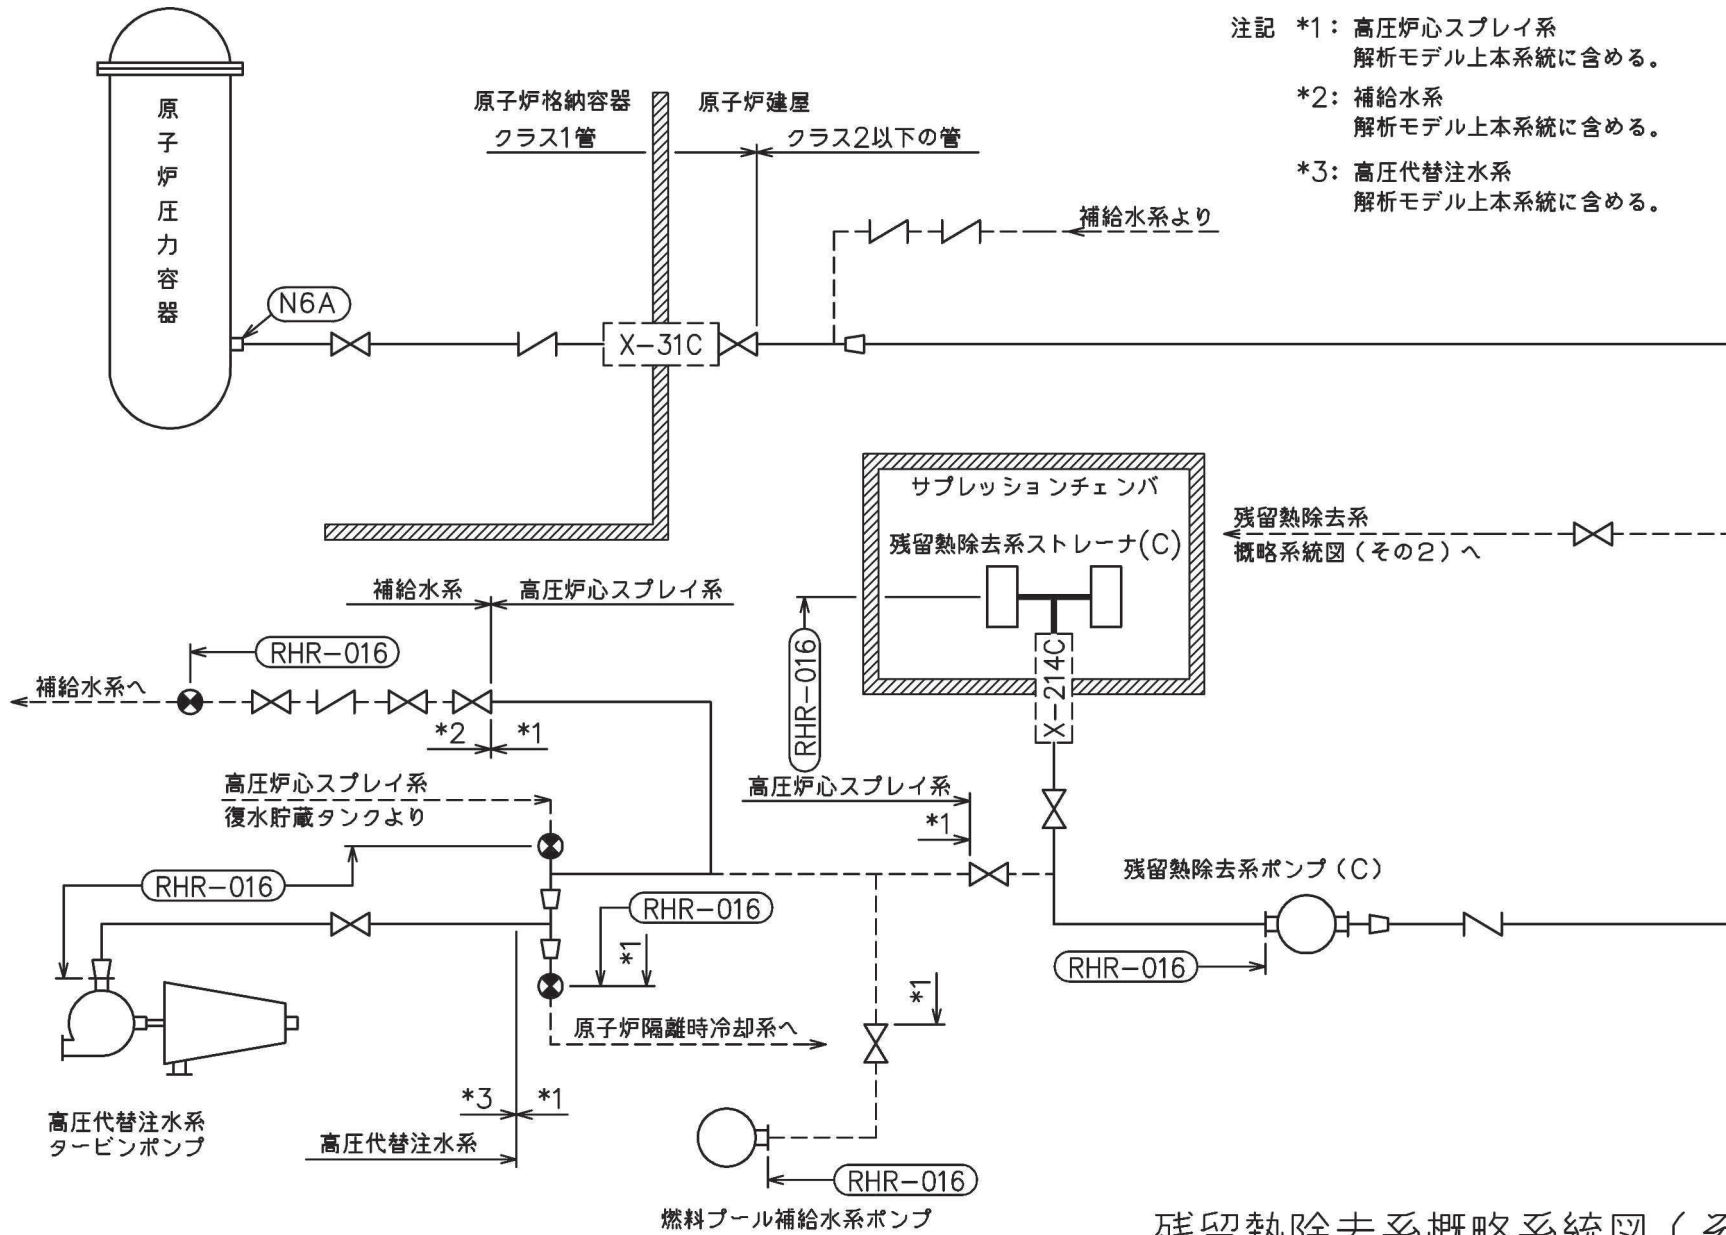 注記 *1: 高圧炉心スプレイ系
解析モデル上本系統に含める。
*2: 補給水系
解析モデル上本系統に含める。
*3: 高圧代替注水系
解析モデル上本系統に含める。
原子炉圧力容器
原子炉格納容器
原子炉建屋
クラス1管
クラス2以下の管
補給水系より
N6A
X-31C
サプレッションチェンバ
残留熱除去系ストレーナ(C)
残留熱除去系
概略系統図(その2)へ
補給水系
高圧炉心スプレイ系
RHR-016
RHR-016
X-214C
補給水系へ
*2
*1
高圧炉心スプレイ系
復水貯蔵タンクより
高圧炉心スプレイ系
*1
残留熱除去系ポンプ(C)
RHR-016
RHR-016
*1
RHR-016
*1
原子炉隔離時冷却系へ
*3
*1
高圧代替注水系
タービンポンプ
高圧代替注水系
RHR-016
燃料プール補給水系ポンプ
残留熱除去系概略系統図(